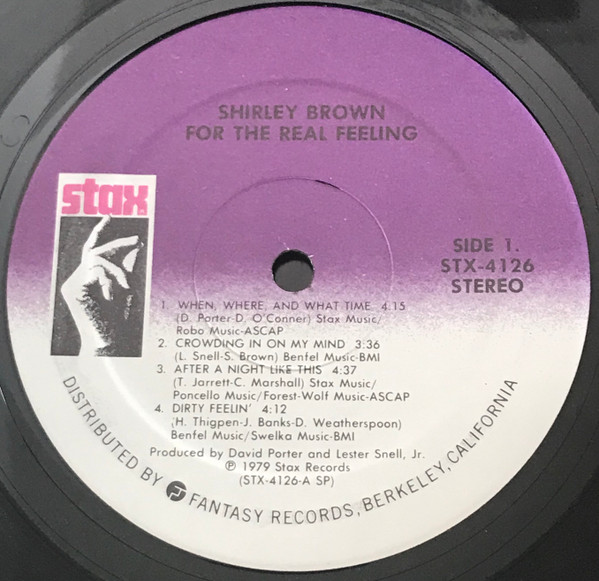 SHIRLEY BROWN
FOR THE REAL FEELING
stax
SIDE 1.
STX-4126
STEREO
1. WHEN, WHERE, AND WHAT TIME 4:15
(D. Porter-D. O'Conner) Stax Music/
Robo Music-ASCAP
2. CROWDING IN ON MY MIND 3:36
(L. Snell-S. Brown) Benfel Music-BMI
3. AFTER A NIGHT LIKE THIS 4:37
(T. Jarrett-C. Marshall) Stax Music/
Poncello Music/Forest-Wolf Music-ASCAP
4. DIRTY FEELIN' 4:12
(H. Thigpen-J. Banks-D. Weatherspoon)
Benfel Music/Swelka Music-BMI
Produced by David Porter and Lester Snell, Jr.
℗ 1979 Stax Records
(STX-4126-A SP)
DISTRIBUTED BY FANTASY RECORDS, BERKELEY, CALIFORNIA